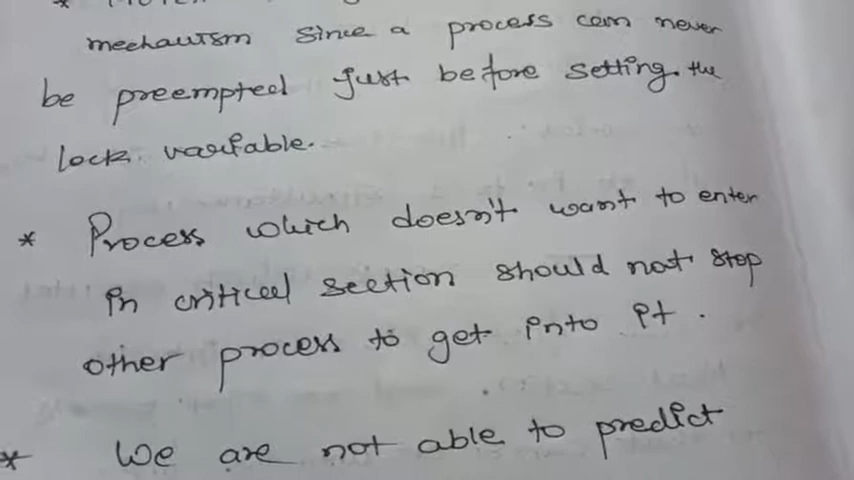 *
mechanism since a process can never
be preempted just before setting the
lock variable.
* Process which doesn't want to enter
in critical section should not stop
other process to get into it.
* We are not able to predict